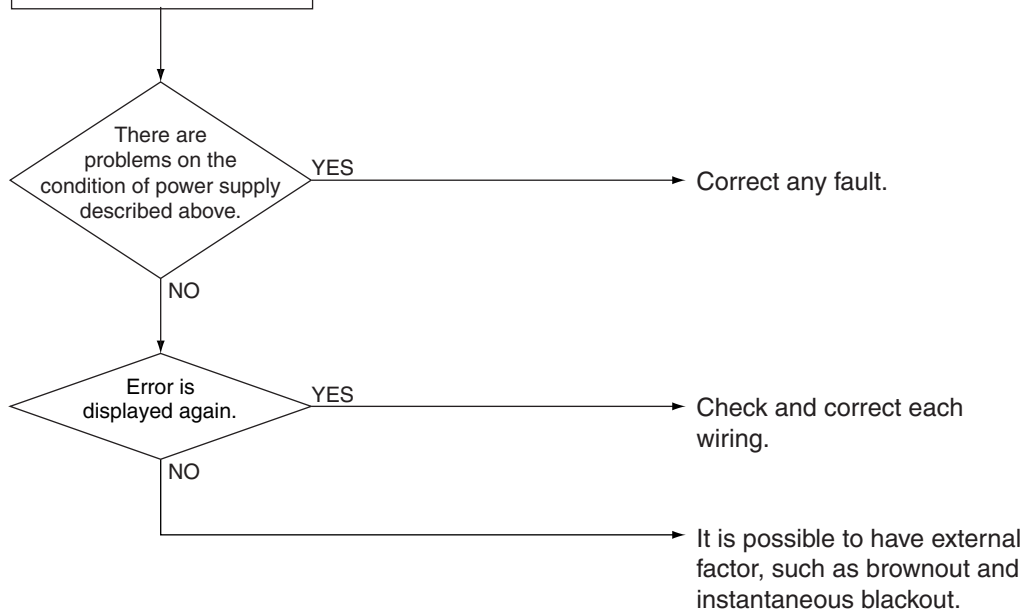 There are
problems on the
condition of power supply
described above.
YES
Correct any fault.
NO
Error is
displayed again.
YES
Check and correct each
wiring.
NO
It is possible to have external
factor, such as brownout and
instantaneous blackout.